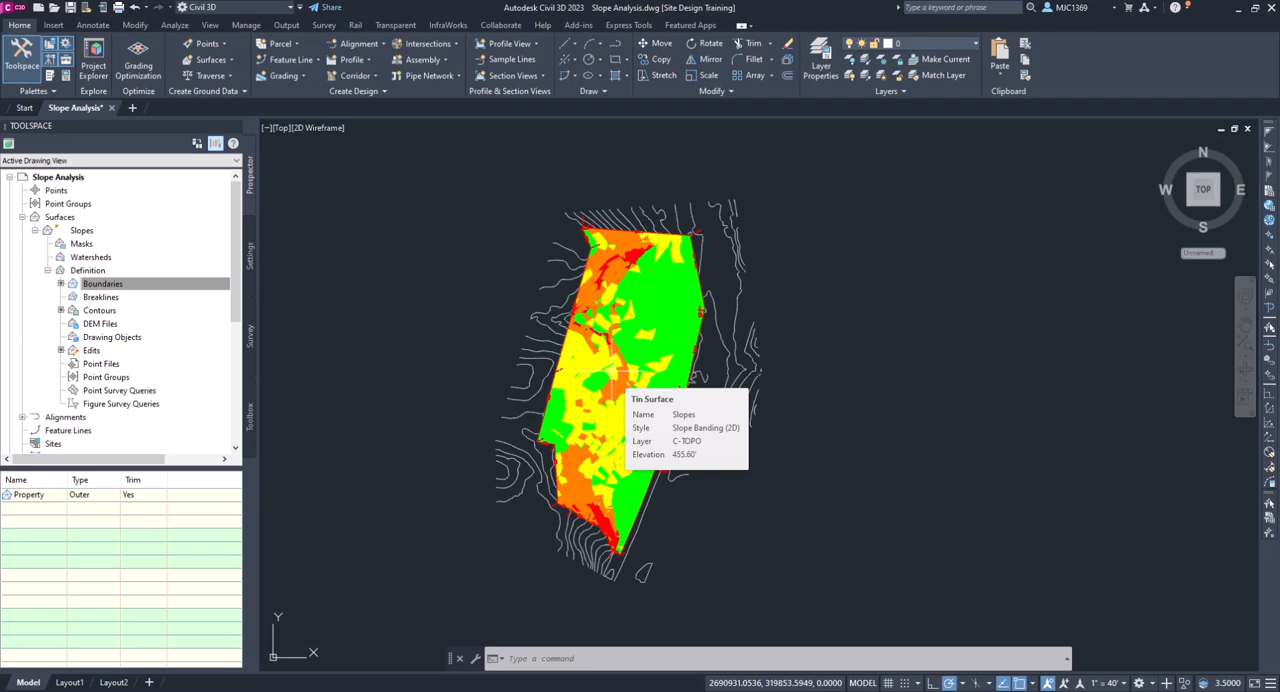 C3D Civil 3D Share Autodesk Civil 3D 2023 Slope Analysis.dwg [Site Design Training] Type a keyword or phrase MJC1369
Home Insert Annotate Modify Analyze View Manage Output Survey Rail Transparent InfraWorks Collaborate Help Add-ins Express Tools Featured Apps
Toolspace
Palettes
Project Explorer
Explore
Grading Optimization
Optimize
Points
Surfaces
Traverse
Create Ground Data
Parcel Alignment Intersections
Feature Line Profile Assembly
Grading Corridor Pipe Network
Create Design
Profile View
Sample Lines
Section Views
Profile & Section Views
Draw
Move Rotate Trim
Copy Mirror Fillet
Stretch Scale Array
Modify
Layer Properties
0
Make Current
Match Layer
Layers
Paste
Clipboard
Start Slope Analysis*
TOOLSPACE
Active Drawing View
Slope Analysis
Points
Point Groups
Surfaces
Slopes
Masks
Watersheds
Definition
Boundaries
Breaklines
Contours
DEM Files
Drawing Objects
Edits
Point Files
Point Groups
Point Survey Queries
Figure Survey Queries
Alignments
Feature Lines
Sites
Prospector
Settings
Survey
Toolbox
Name Type Trim
Property Outer Yes
[−][Top][2D Wireframe]
N
W TOP E
S
Unnamed
Tin Surface
Name Slopes
Style Slope Banding (2D)
Layer C-TOPO
Elevation 455.60'
Y
X
Type a command
Model Layout1 Layout2
2690931.0536, 319853.5949, 0.0000 MODEL 1" = 40' 3.5000